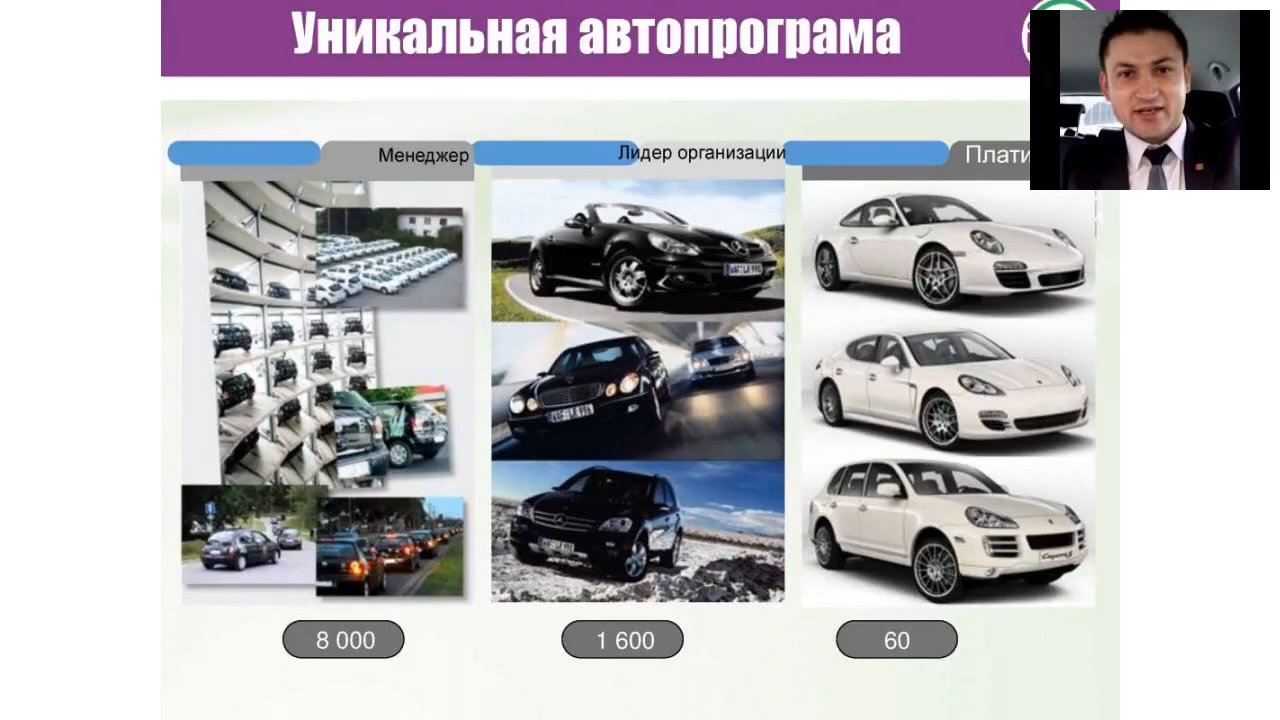 Уникальная автопрограма
Менеджер
Лидер организации
Плати
8 000
1 600
60